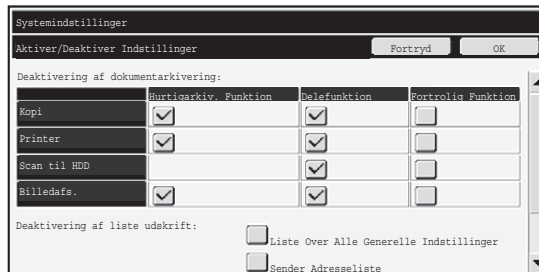 Systemindstillinger
Aktiver/Deaktiver Indstillinger Fortryd OK
Deaktivering af dokumentarkivering:
Hurtigarkiv. Funktion Delefunktion Fortrolig Funktion
Kopi
Printer
Scan til HDD
Billedafs.
Deaktivering af liste udskrift:
Liste Over Alle Generelle Indstillinger
Sender Adresseliste